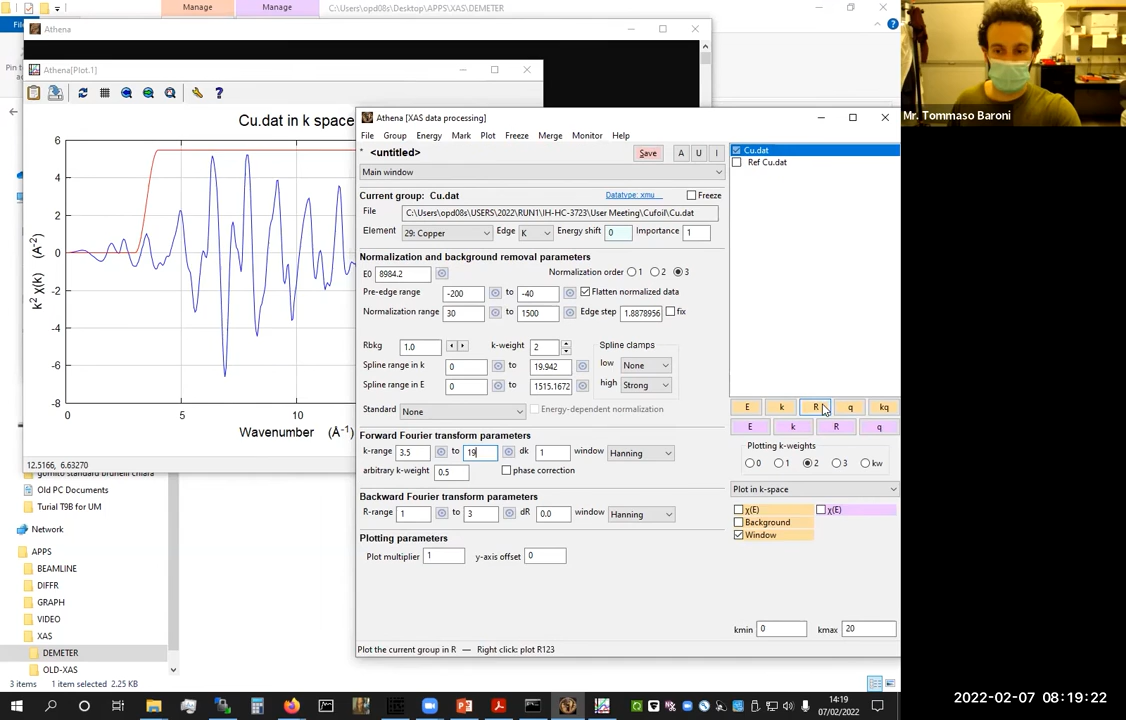 Manage
Manage
C:\Users\opd08s\Desktop\APPS\XAS\DEMETER
Athena
Athena[Plot.1]
Cu.dat in k space
6
4
2
0
-2
-4
-6
-8
0
5
10
k² χ(k) (Å⁻²)
Wavenumber (Å⁻¹)
12.5166, 6.63270
Athena [XAS data processing]
File Group Energy Mark Plot Freeze Merge Monitor Help
* <untitled>
Save
A U I
Main window
Current group: Cu.dat
Datatype: xmu
Freeze
File C:\Users\opd08s\USERS\2022\RUN1\IH-HC-3723\User Meeting\Cufoil\Cu.dat
Element 29: Copper Edge K Energy shift 0 Importance 1
Normalization and background removal parameters
E0 8984.2 Normalization order 1 2 3
Pre-edge range -200 to -40 Flatten normalized data
Normalization range 30 to 1500 Edge step 1.8878956 fix
Rbkg 1.0 k-weight 2 Spline clamps
Spline range in k 0 to 19.942 low None
Spline range in E 0 to 1515.1672 high Strong
Standard None Energy-dependent normalization
Forward Fourier transform parameters
k-range 3.5 to 19 dk 1 window Hanning
arbitrary k-weight 0.5 phase correction
Backward Fourier transform parameters
R-range 1 to 3 dR 0.0 window Hanning
Plotting parameters
Plot multiplier 1 y-axis offset 0
Plot the current group in R — Right click: plot R123
Cu.dat
Ref Cu.dat
E k R q kq
E k R q
Plotting k-weights
0 1 2 3 kw
Plot in k-space
χ(E) χ(E)
Background
Window
kmin 0 kmax 20
Old PC Documents
Turial T9B for UM
Network
APPS
BEAMLINE
DIFFR
GRAPH
VIDEO
XAS
DEMETER
OLD-XAS
3 items 1 item selected 2.25 KB
14:19
07/02/2022
Mr. Tommaso Baroni
2022-02-07 08:19:22